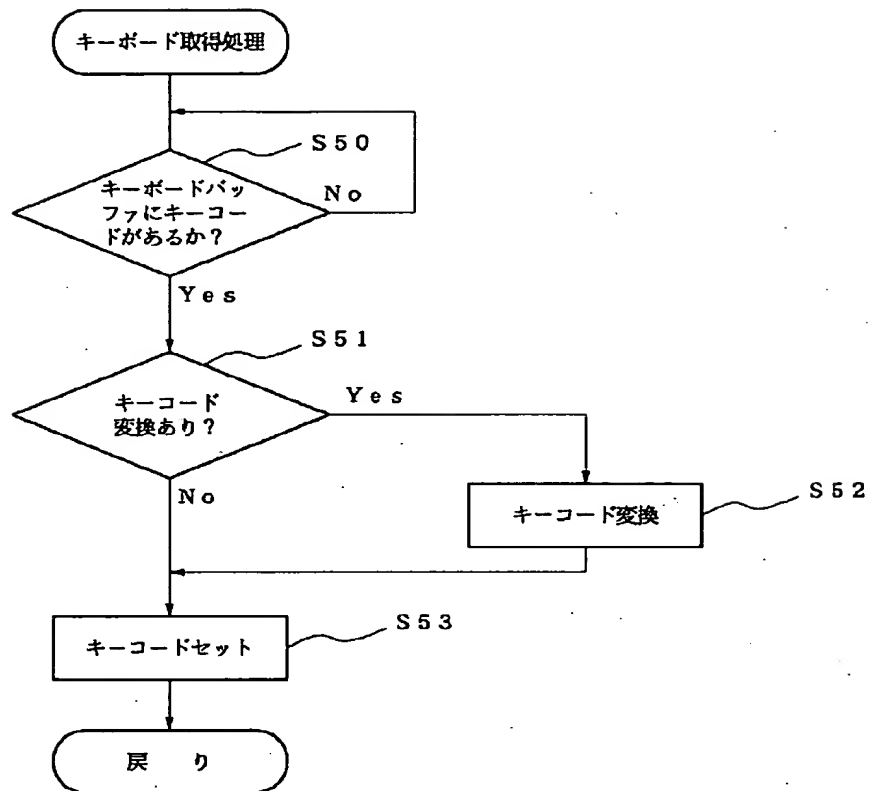 キーボード取得処理
S50
キーボードバッ
ファにキーコー
ドがあるか?
No
Yes
S51
キーコード
変換あり?
Yes
No
S52
キーコード変換
S53
キーコードセット
戻 り